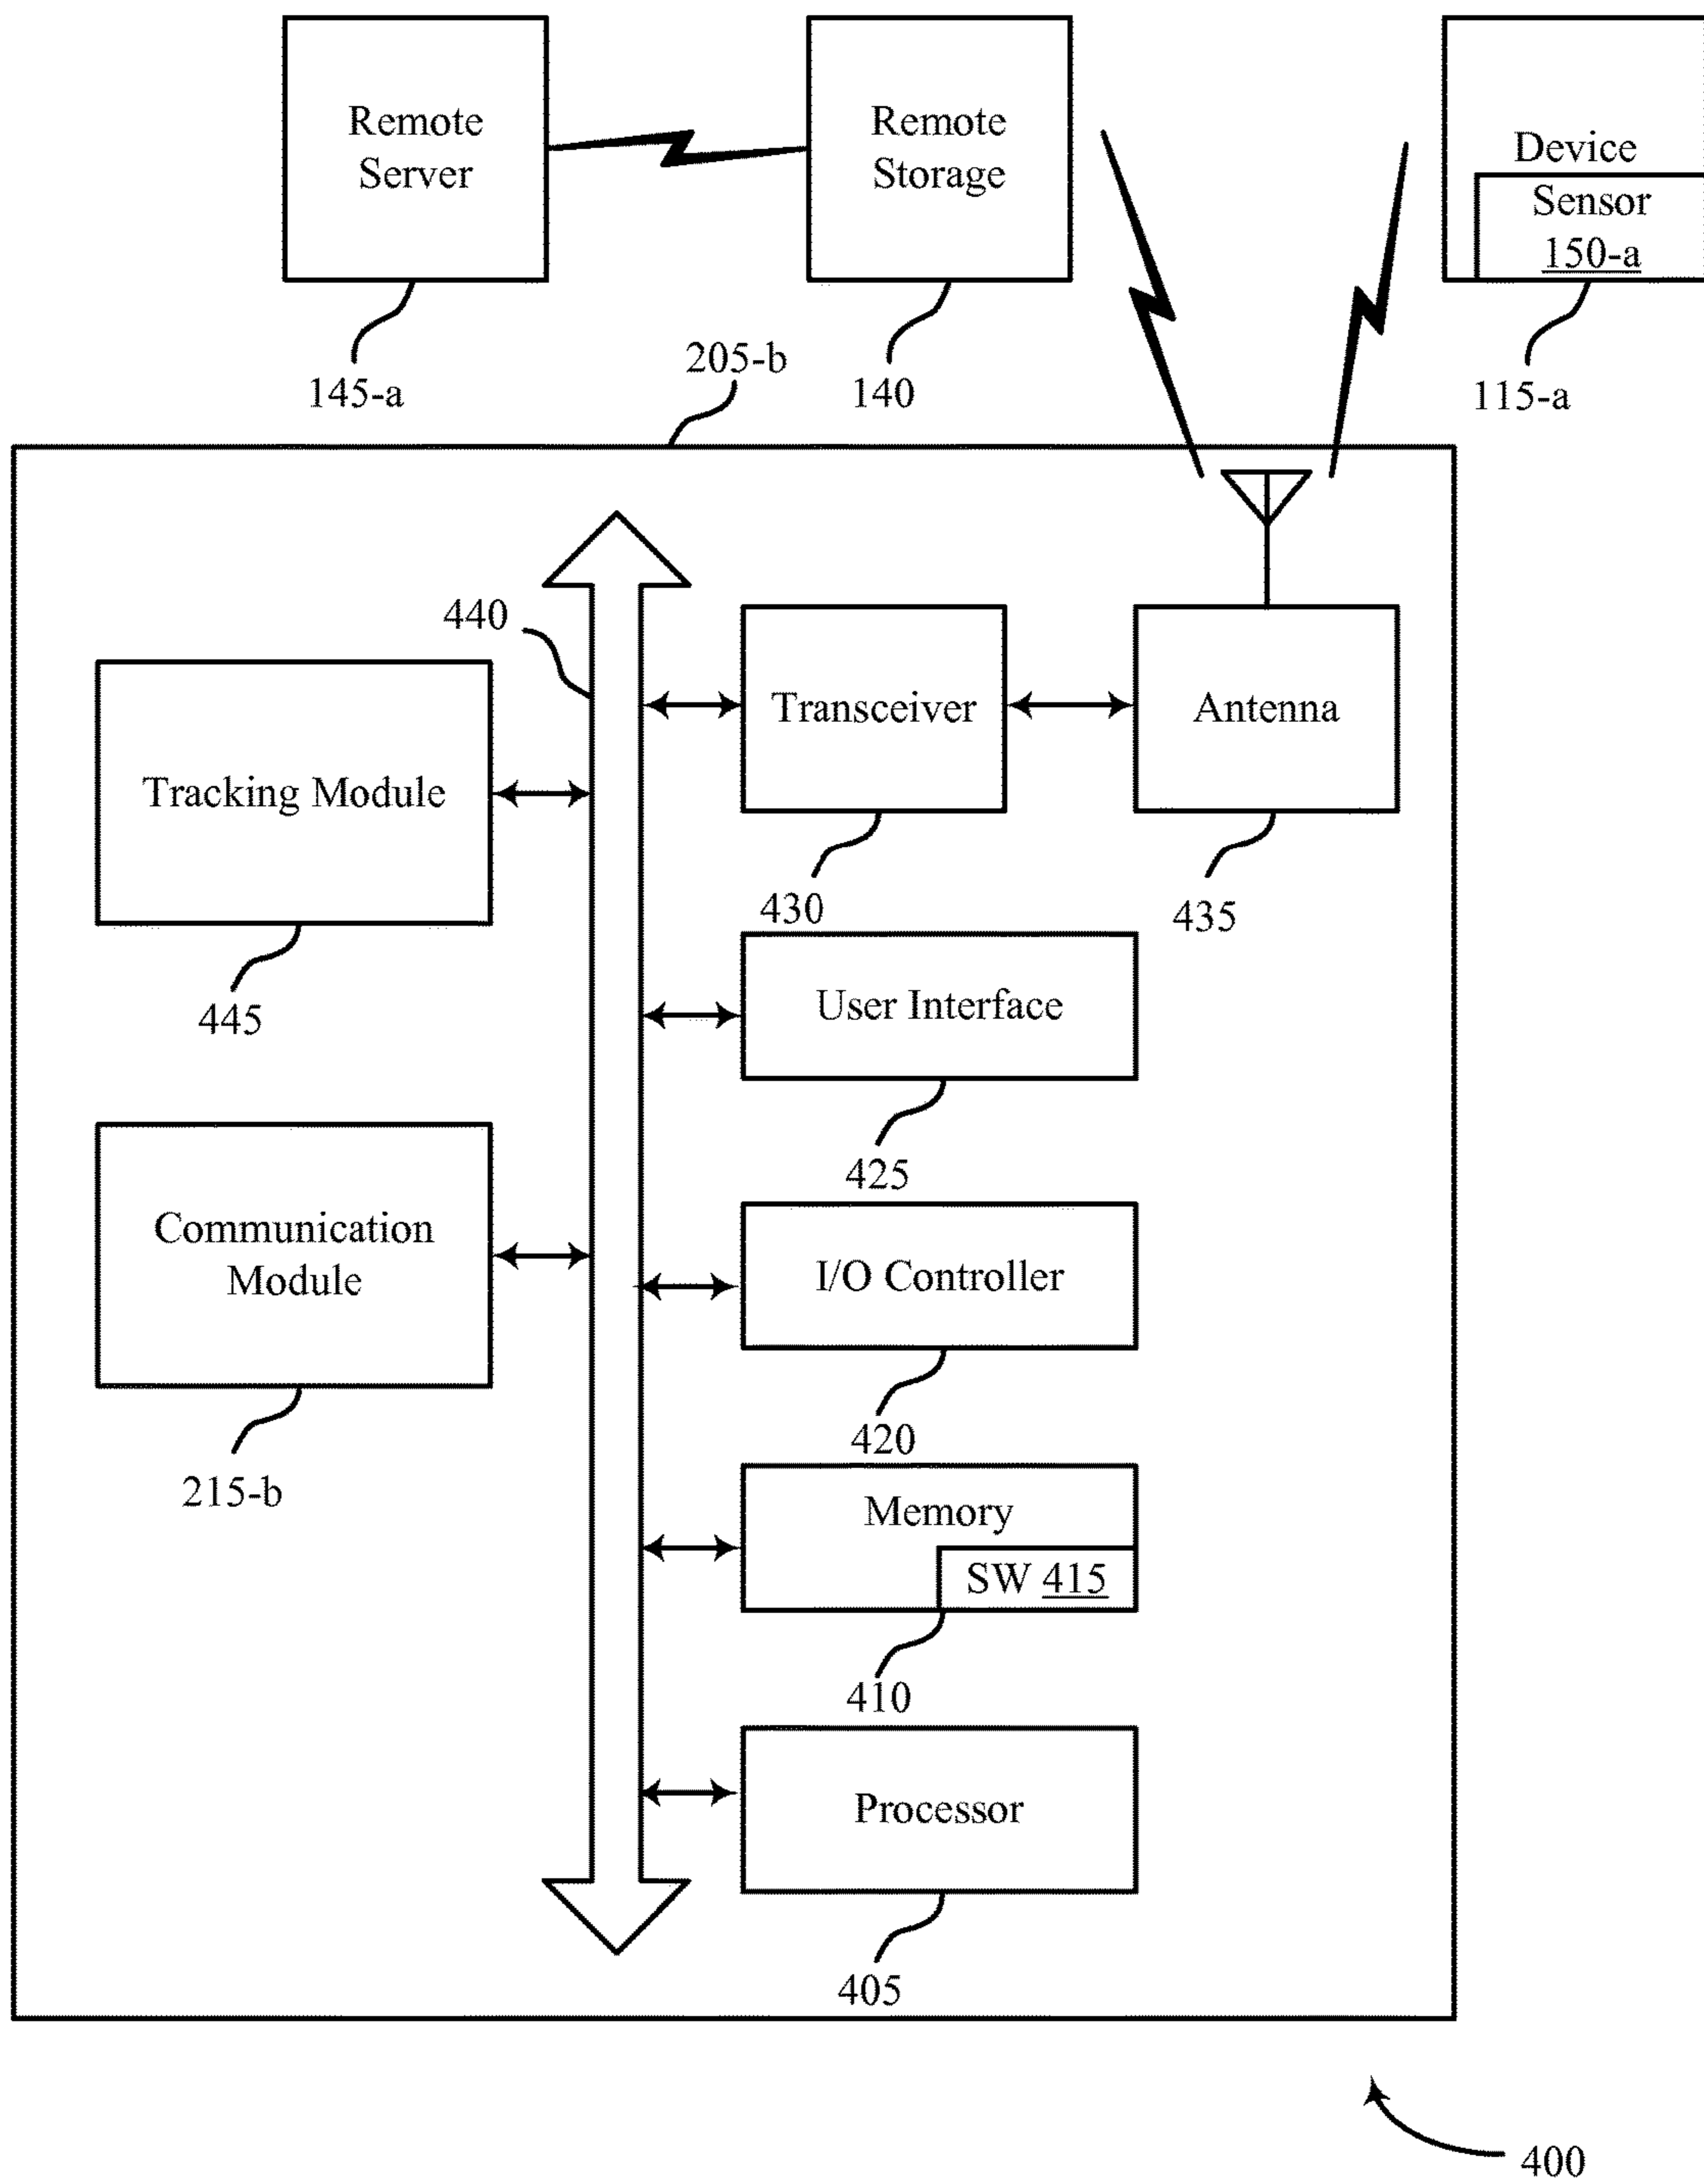 Remote
Server
Remote
Storage
Device
Sensor
150-a
145-a
205-b
140
115-a
440
Transceiver
Antenna
Tracking Module
430
435
445
User Interface
425
Communication
Module
I/O Controller
420
215-b
Memory
SW 415
410
Processor
405
400